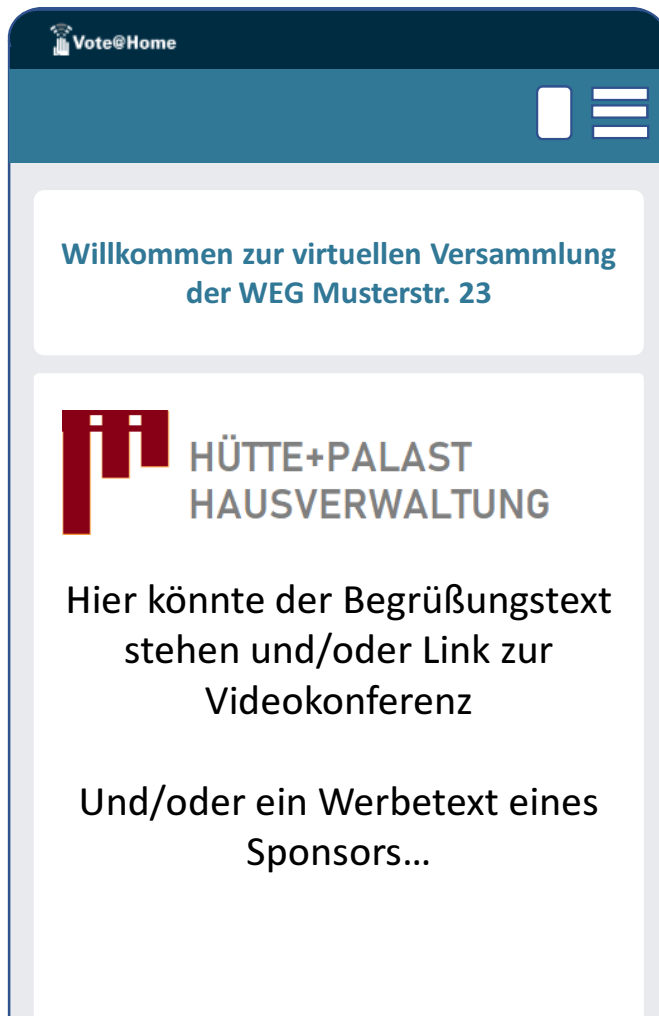 Vote@Home
Willkommen zur virtuellen Versammlung
der WEG Musterstr. 23
HÜTTE+PALAST
HAUSVERWALTUNG
Hier könnte der Begrüßungstext
stehen und/oder Link zur
Videokonferenz
Und/oder ein Werbetext eines
Sponsors…